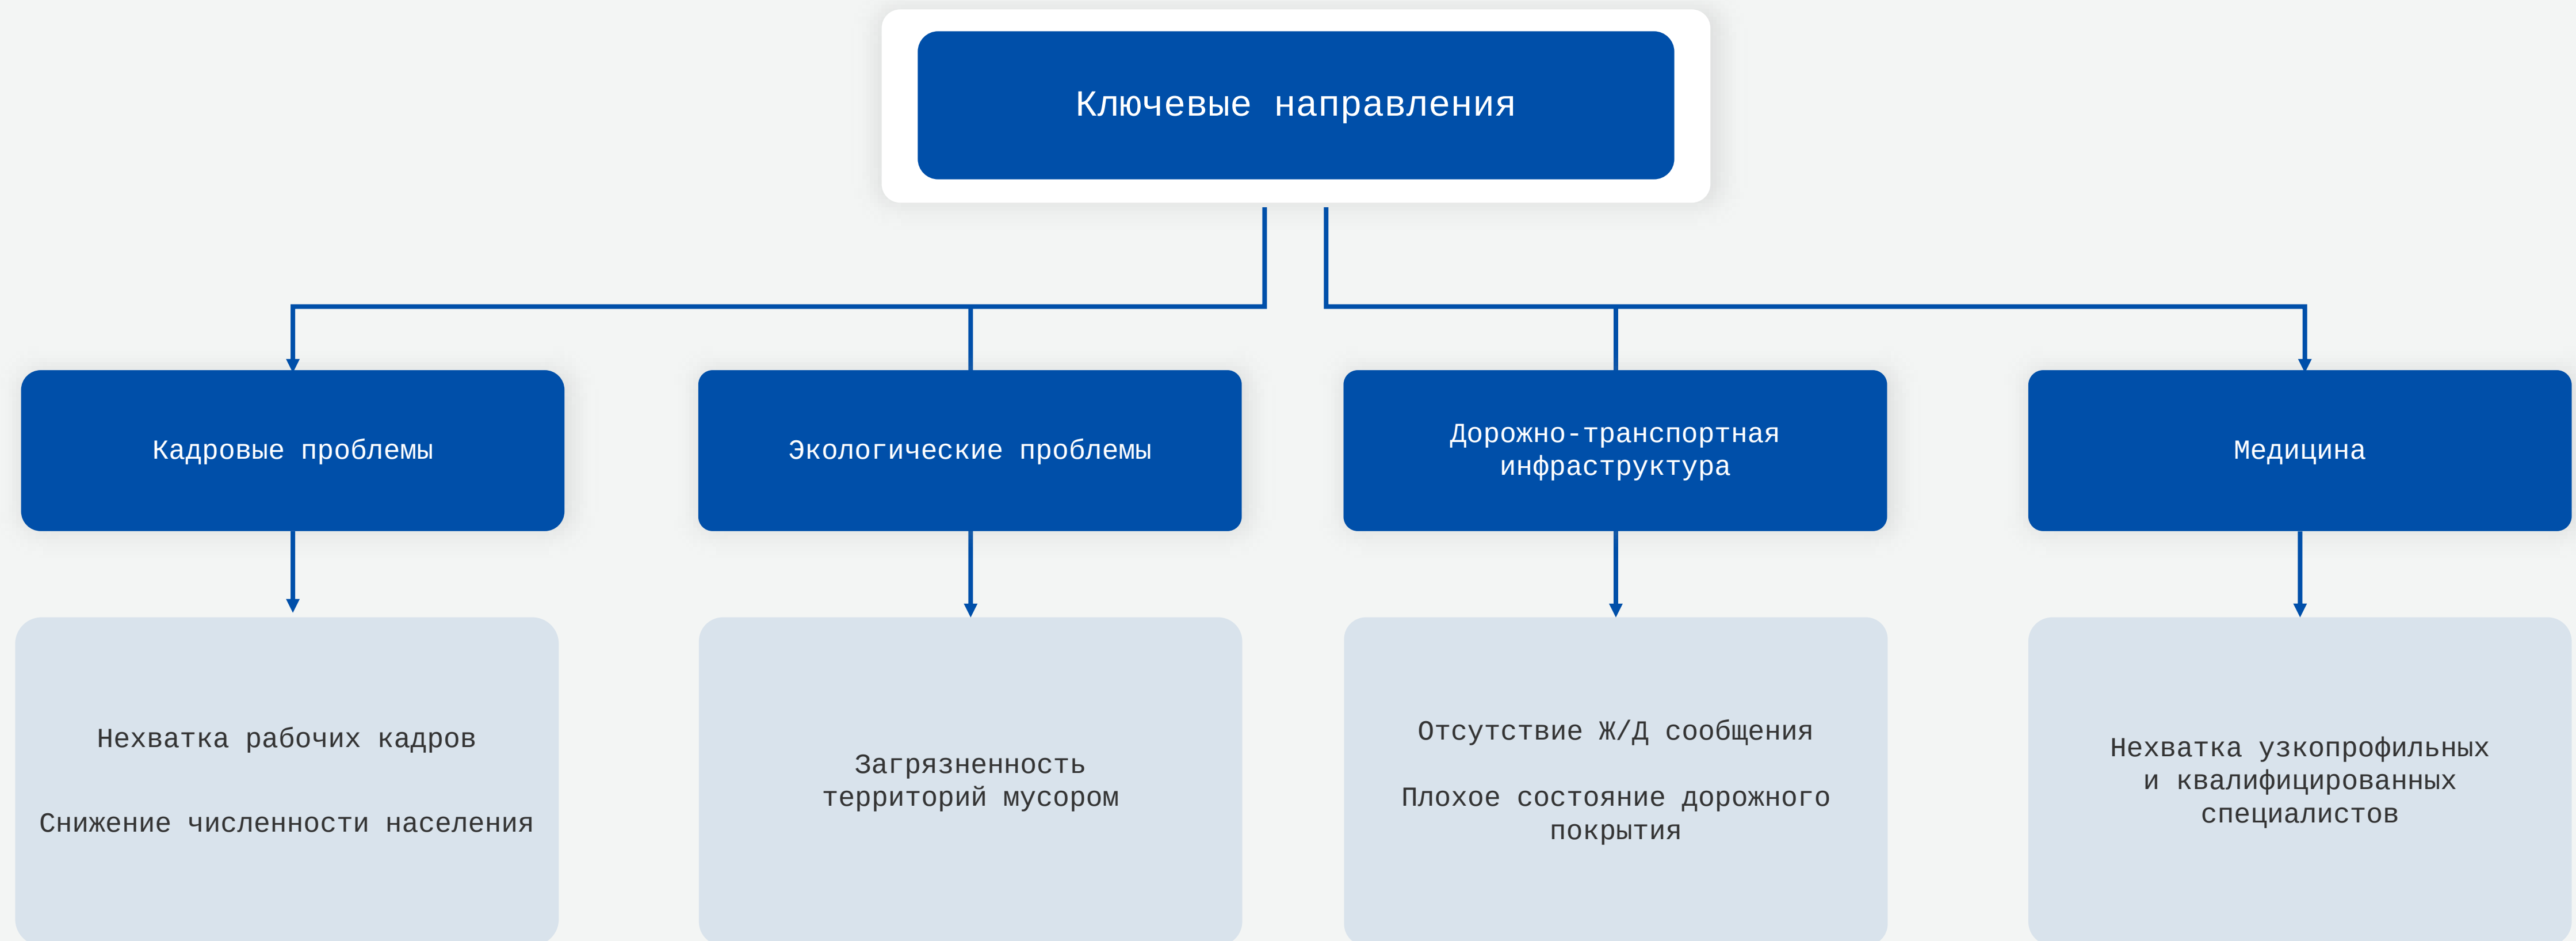 Ключевые направления
Кадровые проблемы
Экологические проблемы
Дорожно-транспортная
инфраструктура
Медицина
Нехватка рабочих кадров
Снижение численности населения
Загрязненность
территорий мусором
Отсутствие Ж/Д сообщения
Плохое состояние дорожного
покрытия
Нехватка узкопрофильных
и квалифицированных
специалистов